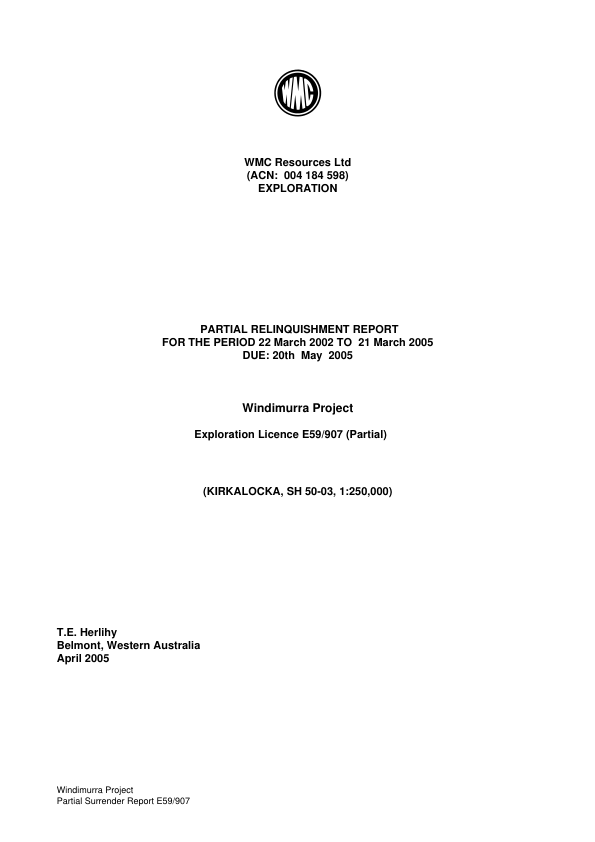 WMC
WMC Resources Ltd
(ACN: 004 184 598)
EXPLORATION
PARTIAL RELINQUISHMENT REPORT
FOR THE PERIOD 22 March 2002 TO 21 March 2005
DUE: 20th May 2005
Windimurra Project
Exploration Licence E59/907 (Partial)
(KIRKALOCKA, SH 50-03, 1:250,000)
T.E. Herlihy
Belmont, Western Australia
April 2005
Windimurra Project
Partial Surrender Report E59/907